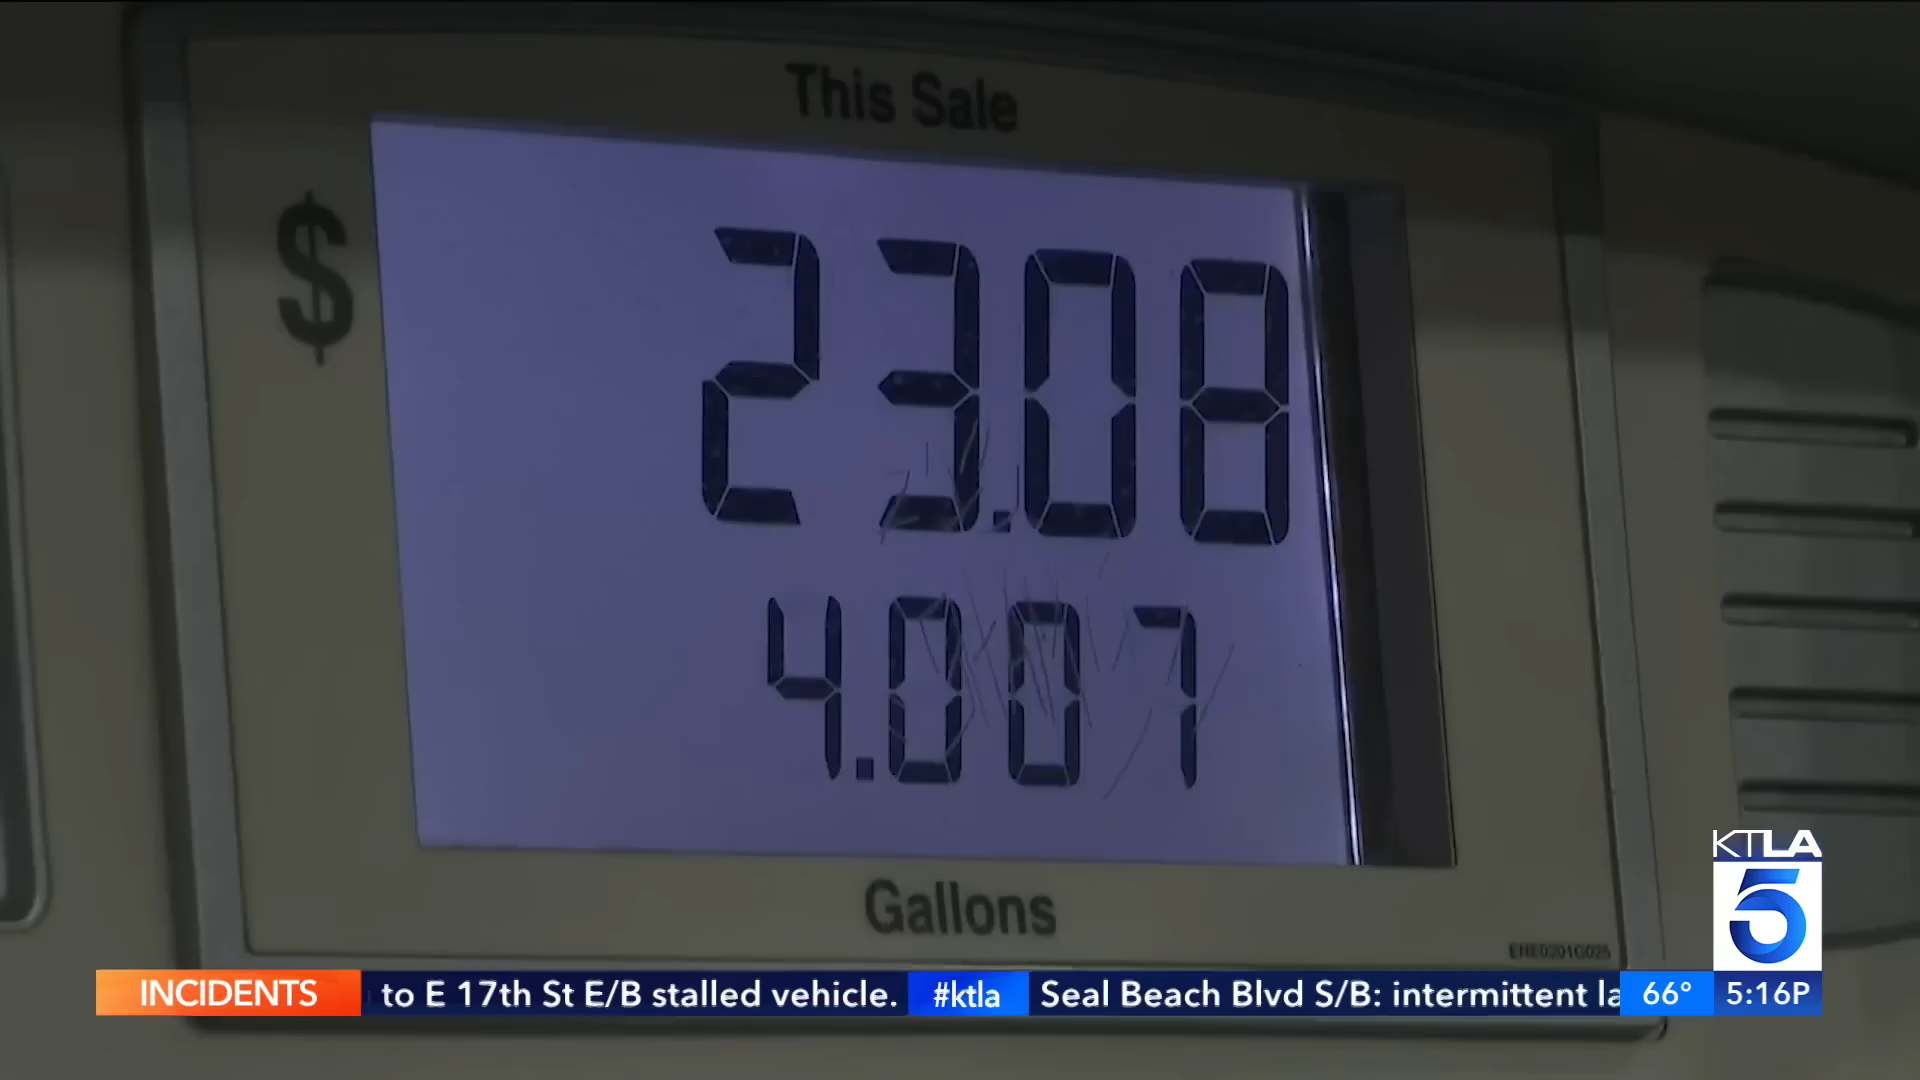 This Sale
$
23.08
4.007
Gallons
KTLA
5
INCIDENTS to E 17th St E/B stalled vehicle. #ktla Seal Beach Blvd S/B: intermittent la 66° 5:16P